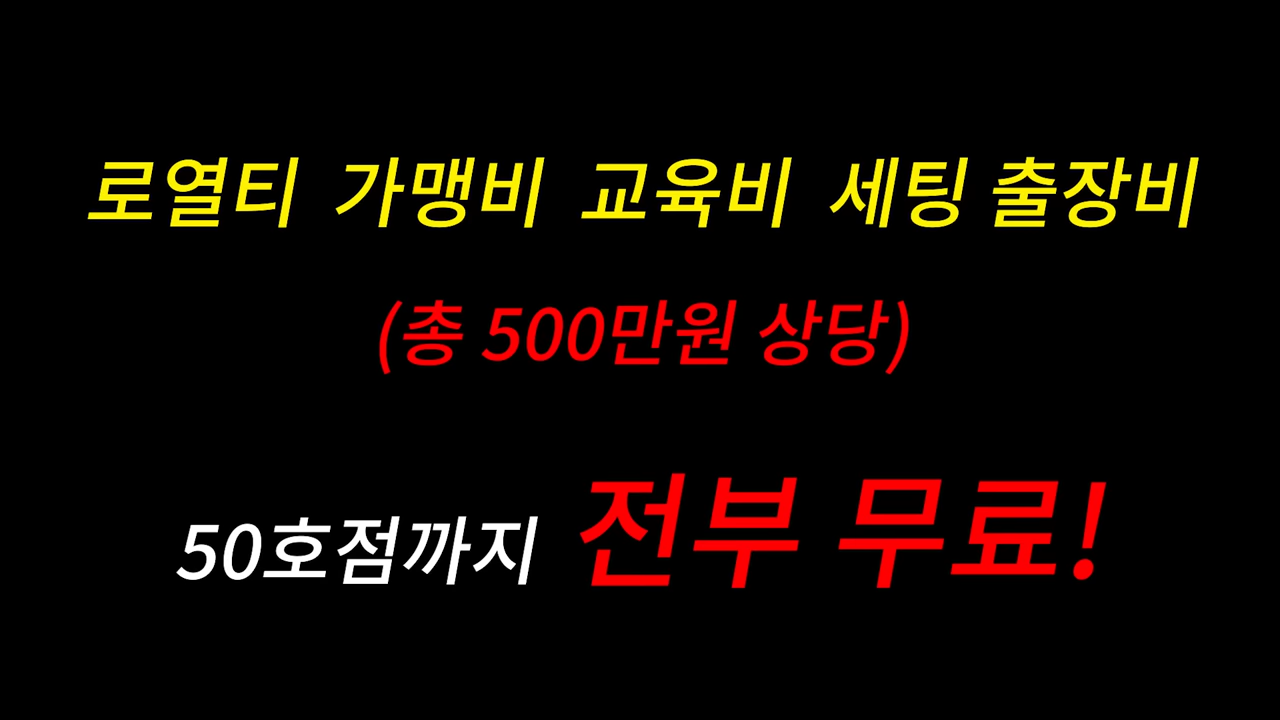 로열티 가맹비 교육비 세팅 출장비
(총 500만원 상당)
50호점까지 전부 무료!